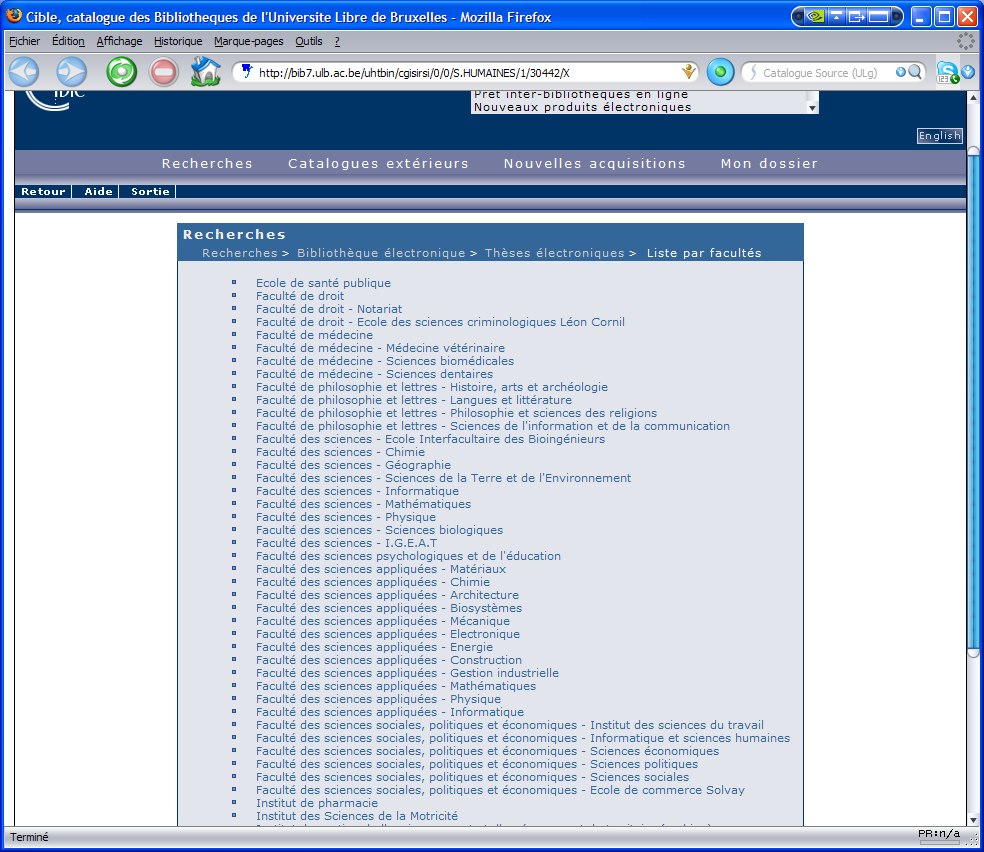 Cible, catalogue des Bibliotheques de l'Universite Libre de Bruxelles - Mozilla Firefox
Fichier Édition Affichage Historique Marque-pages Outils ?
http://bib7.ulb.ac.be/uhtbin/cgisirsi/0/0/S.HUMAINES/1/30442/X Catalogue Source (ULg)
Prêt inter-bibliothèques en ligne
Nouveaux produits électroniques
English
Recherches Catalogues extérieurs Nouvelles acquisitions Mon dossier
Retour Aide Sortie
Recherches
Recherches > Bibliothèque électronique > Thèses électroniques > Liste par facultés
Ecole de santé publique
Faculté de droit
Faculté de droit - Notariat
Faculté de droit - Ecole des sciences criminologiques Léon Cornil
Faculté de médecine
Faculté de médecine - Médecine vétérinaire
Faculté de médecine - Sciences biomédicales
Faculté de médecine - Sciences dentaires
Faculté de philosophie et lettres - Histoire, arts et archéologie
Faculté de philosophie et lettres - Langues et littérature
Faculté de philosophie et lettres - Philosophie et sciences des religions
Faculté de philosophie et lettres - Sciences de l'information et de la communication
Faculté des sciences - Ecole Interfacultaire des Bioingénieurs
Faculté des sciences - Chimie
Faculté des sciences - Géographie
Faculté des sciences - Sciences de la Terre et de l'Environnement
Faculté des sciences - Informatique
Faculté des sciences - Mathématiques
Faculté des sciences - Physique
Faculté des sciences - Sciences biologiques
Faculté des sciences - I.G.E.A.T
Faculté des sciences psychologiques et de l'éducation
Faculté des sciences appliquées - Matériaux
Faculté des sciences appliquées - Chimie
Faculté des sciences appliquées - Architecture
Faculté des sciences appliquées - Biosystèmes
Faculté des sciences appliquées - Mécanique
Faculté des sciences appliquées - Electronique
Faculté des sciences appliquées - Energie
Faculté des sciences appliquées - Construction
Faculté des sciences appliquées - Gestion industrielle
Faculté des sciences appliquées - Mathématiques
Faculté des sciences appliquées - Physique
Faculté des sciences appliquées - Informatique
Faculté des sciences sociales, politiques et économiques - Institut des sciences du travail
Faculté des sciences sociales, politiques et économiques - Informatique et sciences humaines
Faculté des sciences sociales, politiques et économiques - Sciences économiques
Faculté des sciences sociales, politiques et économiques - Sciences politiques
Faculté des sciences sociales, politiques et économiques - Sciences sociales
Faculté des sciences sociales, politiques et économiques - Ecole de commerce Solvay
Institut de pharmacie
Institut des Sciences de la Motricité
Terminé PR:n/a